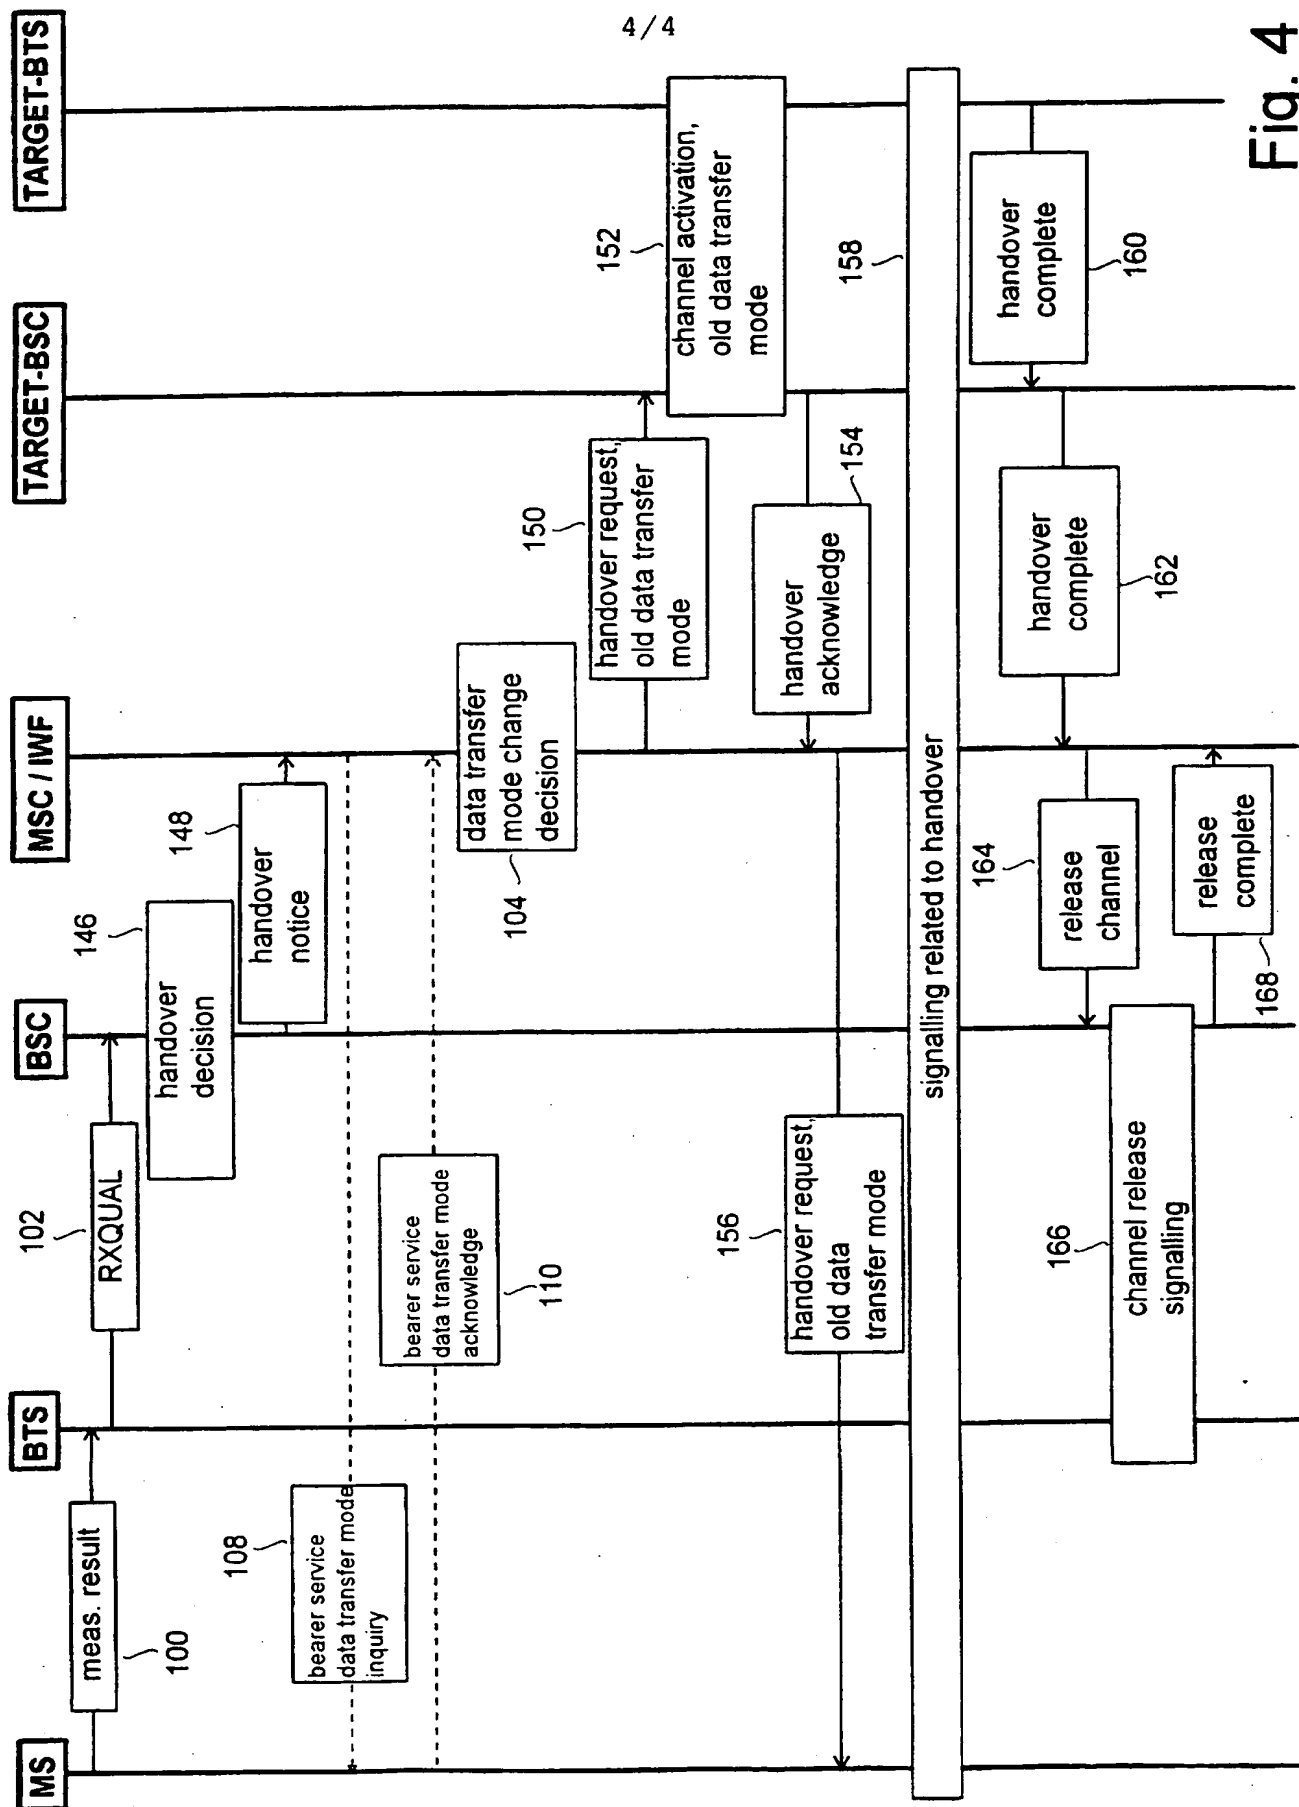 4/4
MS
BTS
BSC
MSC / IWF
TARGET-BSC
TARGET-BTS
meas. result
100
RXQUAL
102
handover
decision
146
handover
notice
148
bearer service
data transfer mode
inquiry
108
bearer service
data transfer mode
acknowledge
110
data transfer
mode change
decision
104
handover request,
old data transfer
mode
150
channel activation,
old data transfer
mode
152
handover
acknowledge
154
handover request,
old data
transfer mode
156
signalling related to handover
158
handover
complete
160
handover
complete
162
release
channel
164
channel release
signalling
166
release
complete
168
Fig. 4